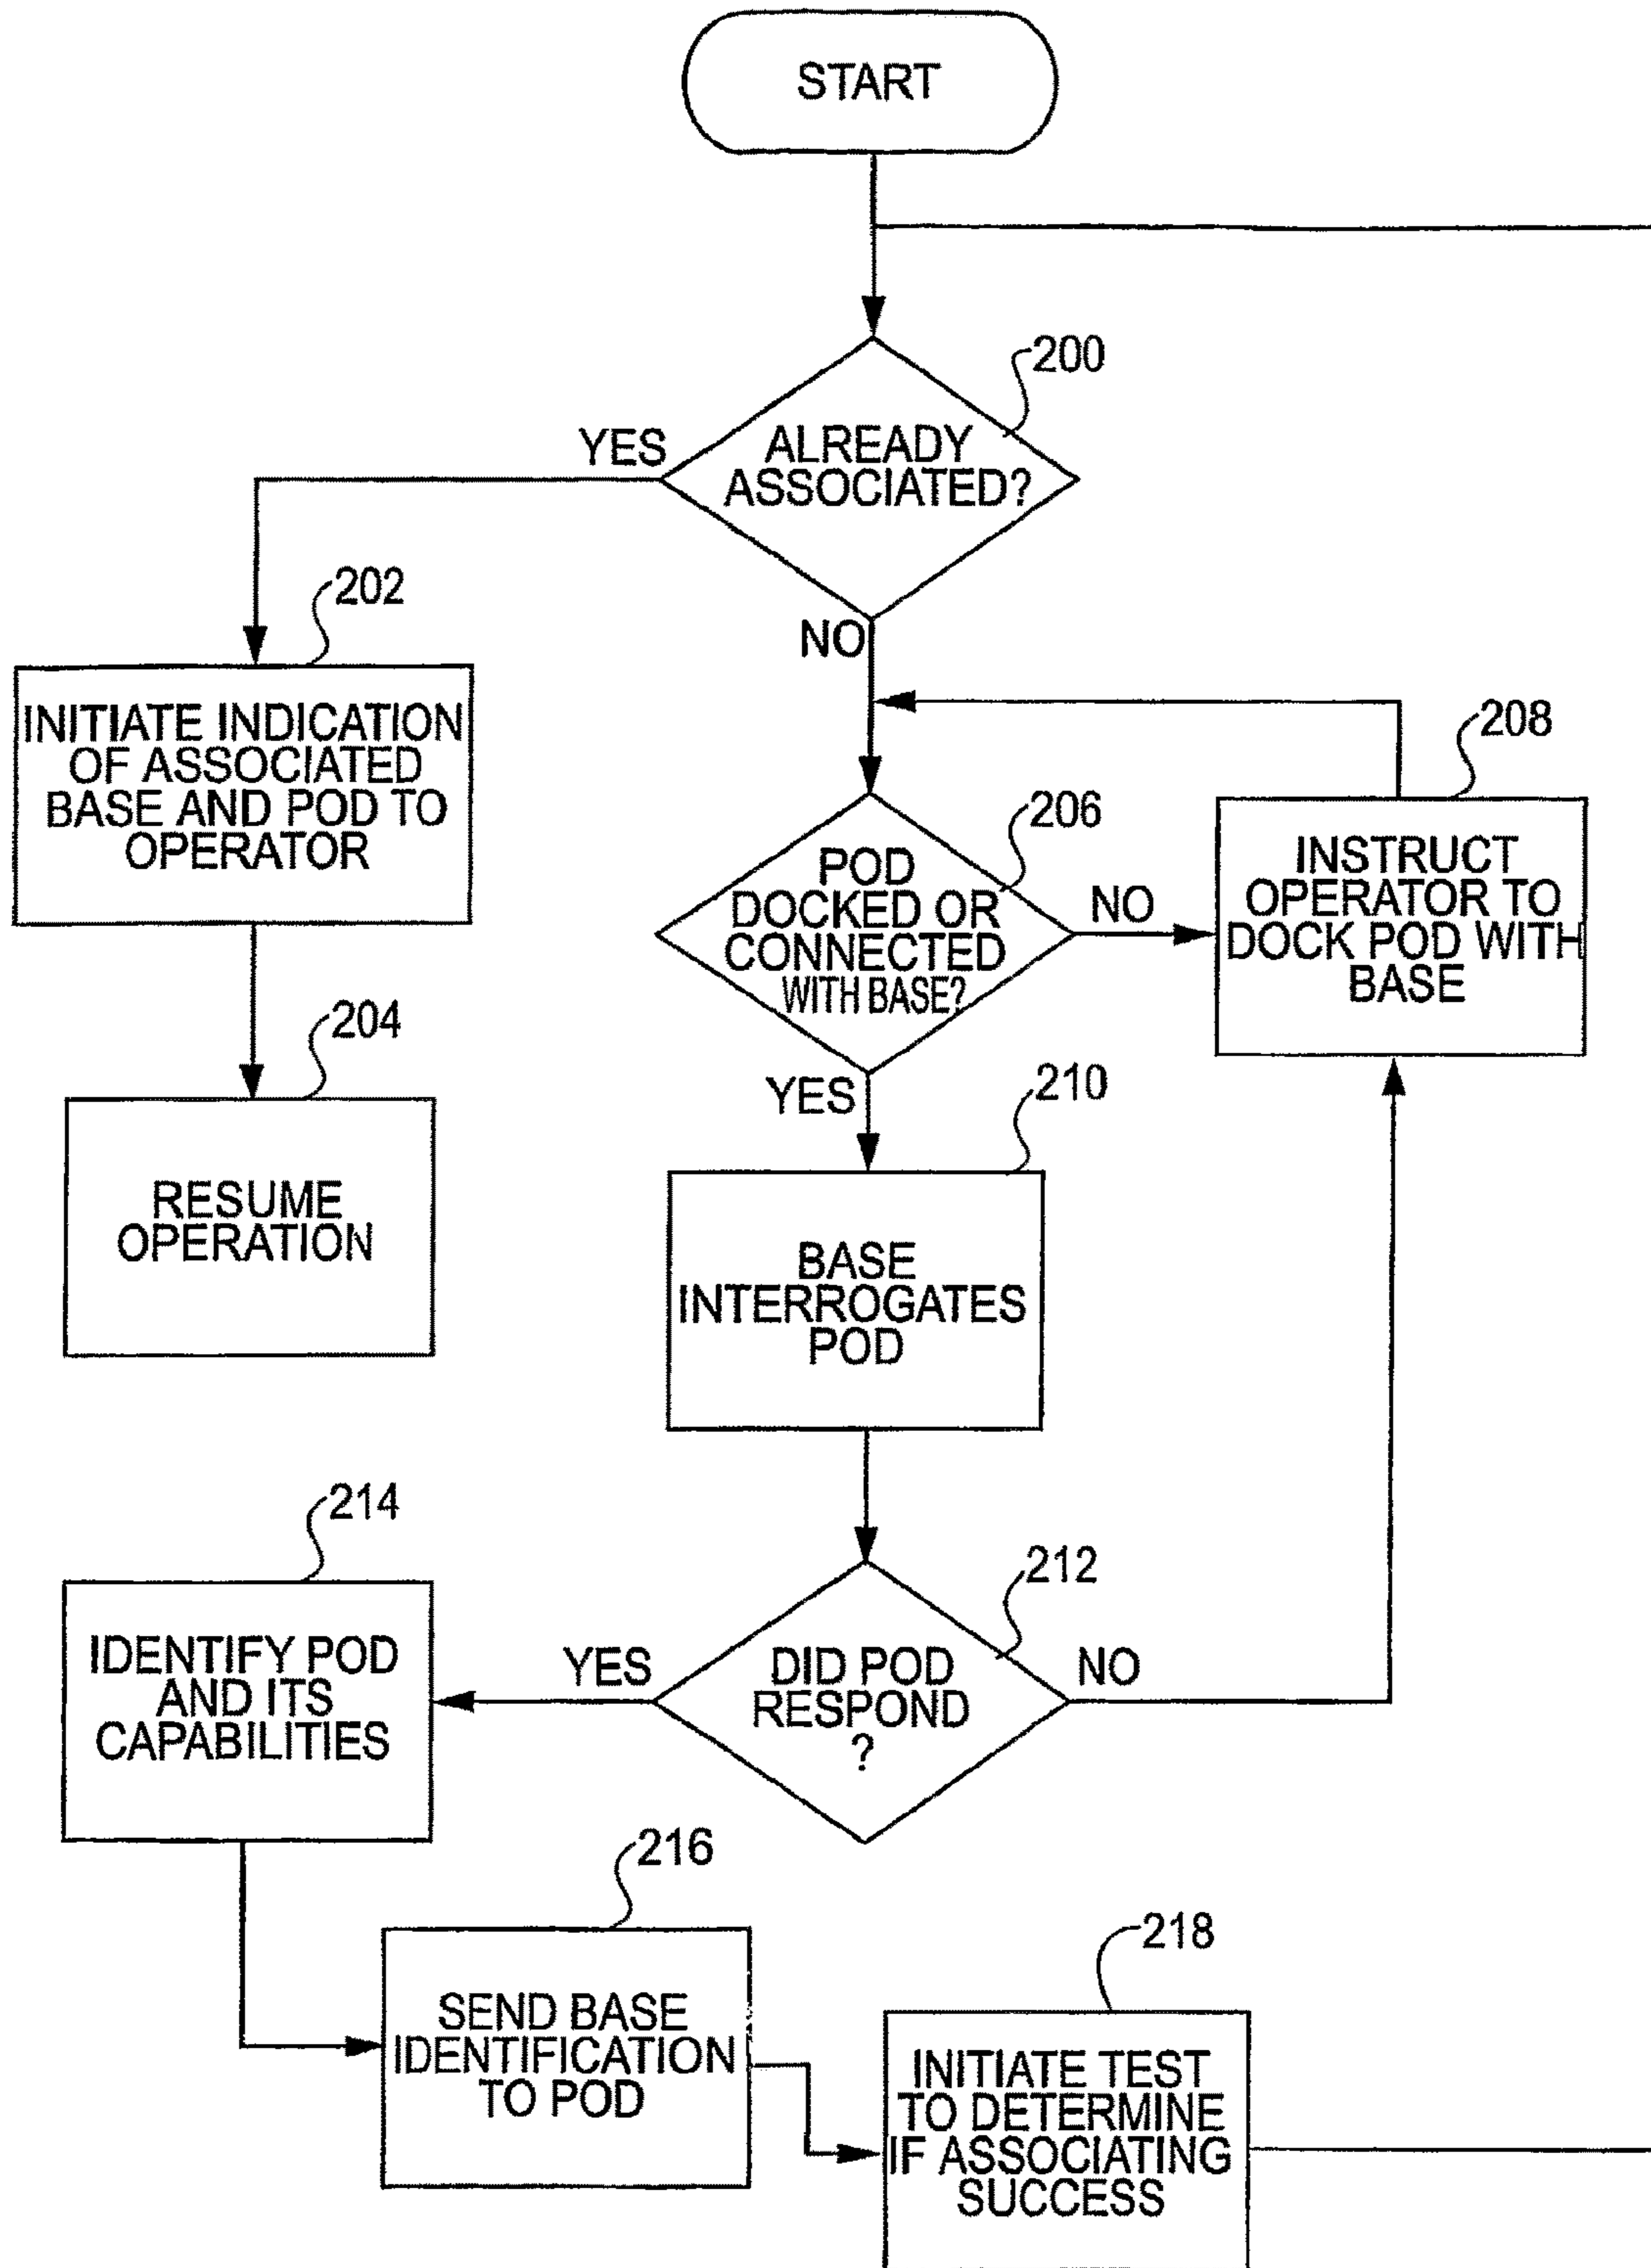 START
200
YES
ALREADY
ASSOCIATED?
202
NO
INITIATE INDICATION
OF ASSOCIATED
BASE AND POD TO
OPERATOR
208
206
POD
DOCKED OR
CONNECTED
WITH BASE?
NO
INSTRUCT
OPERATOR TO
DOCK POD WITH
BASE
204
YES
210
RESUME
OPERATION
BASE
INTERROGATES
POD
214
212
IDENTIFY POD
AND ITS
CAPABILITIES
YES
DID POD
RESPOND
?
NO
216
218
SEND BASE
IDENTIFICATION
TO POD
INITIATE TEST
TO DETERMINE
IF ASSOCIATING
SUCCESS